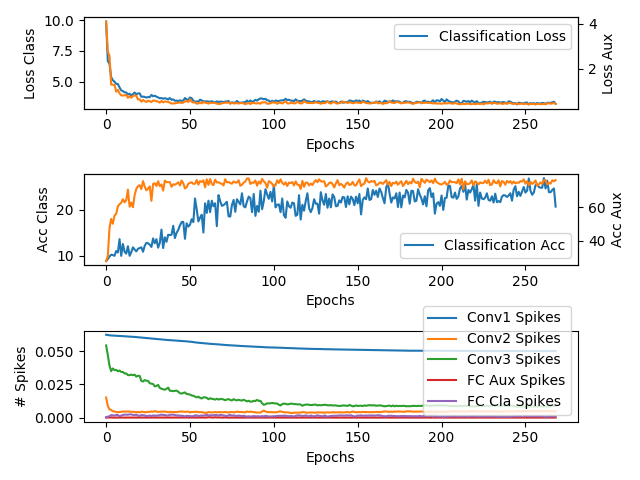 10.0
7.5
5.0
Loss Class
4
2
Loss Aux
Classification Loss
0 50 100 150 200 250
Epochs
20
10
Acc Class
60
40
Acc Aux
Classification Acc
0 50 100 150 200 250
Epochs
0.050
0.025
0.000
# Spikes
Conv1 Spikes
Conv2 Spikes
Conv3 Spikes
FC Aux Spikes
FC Cla Spikes
0 50 100 150 200 250
Epochs